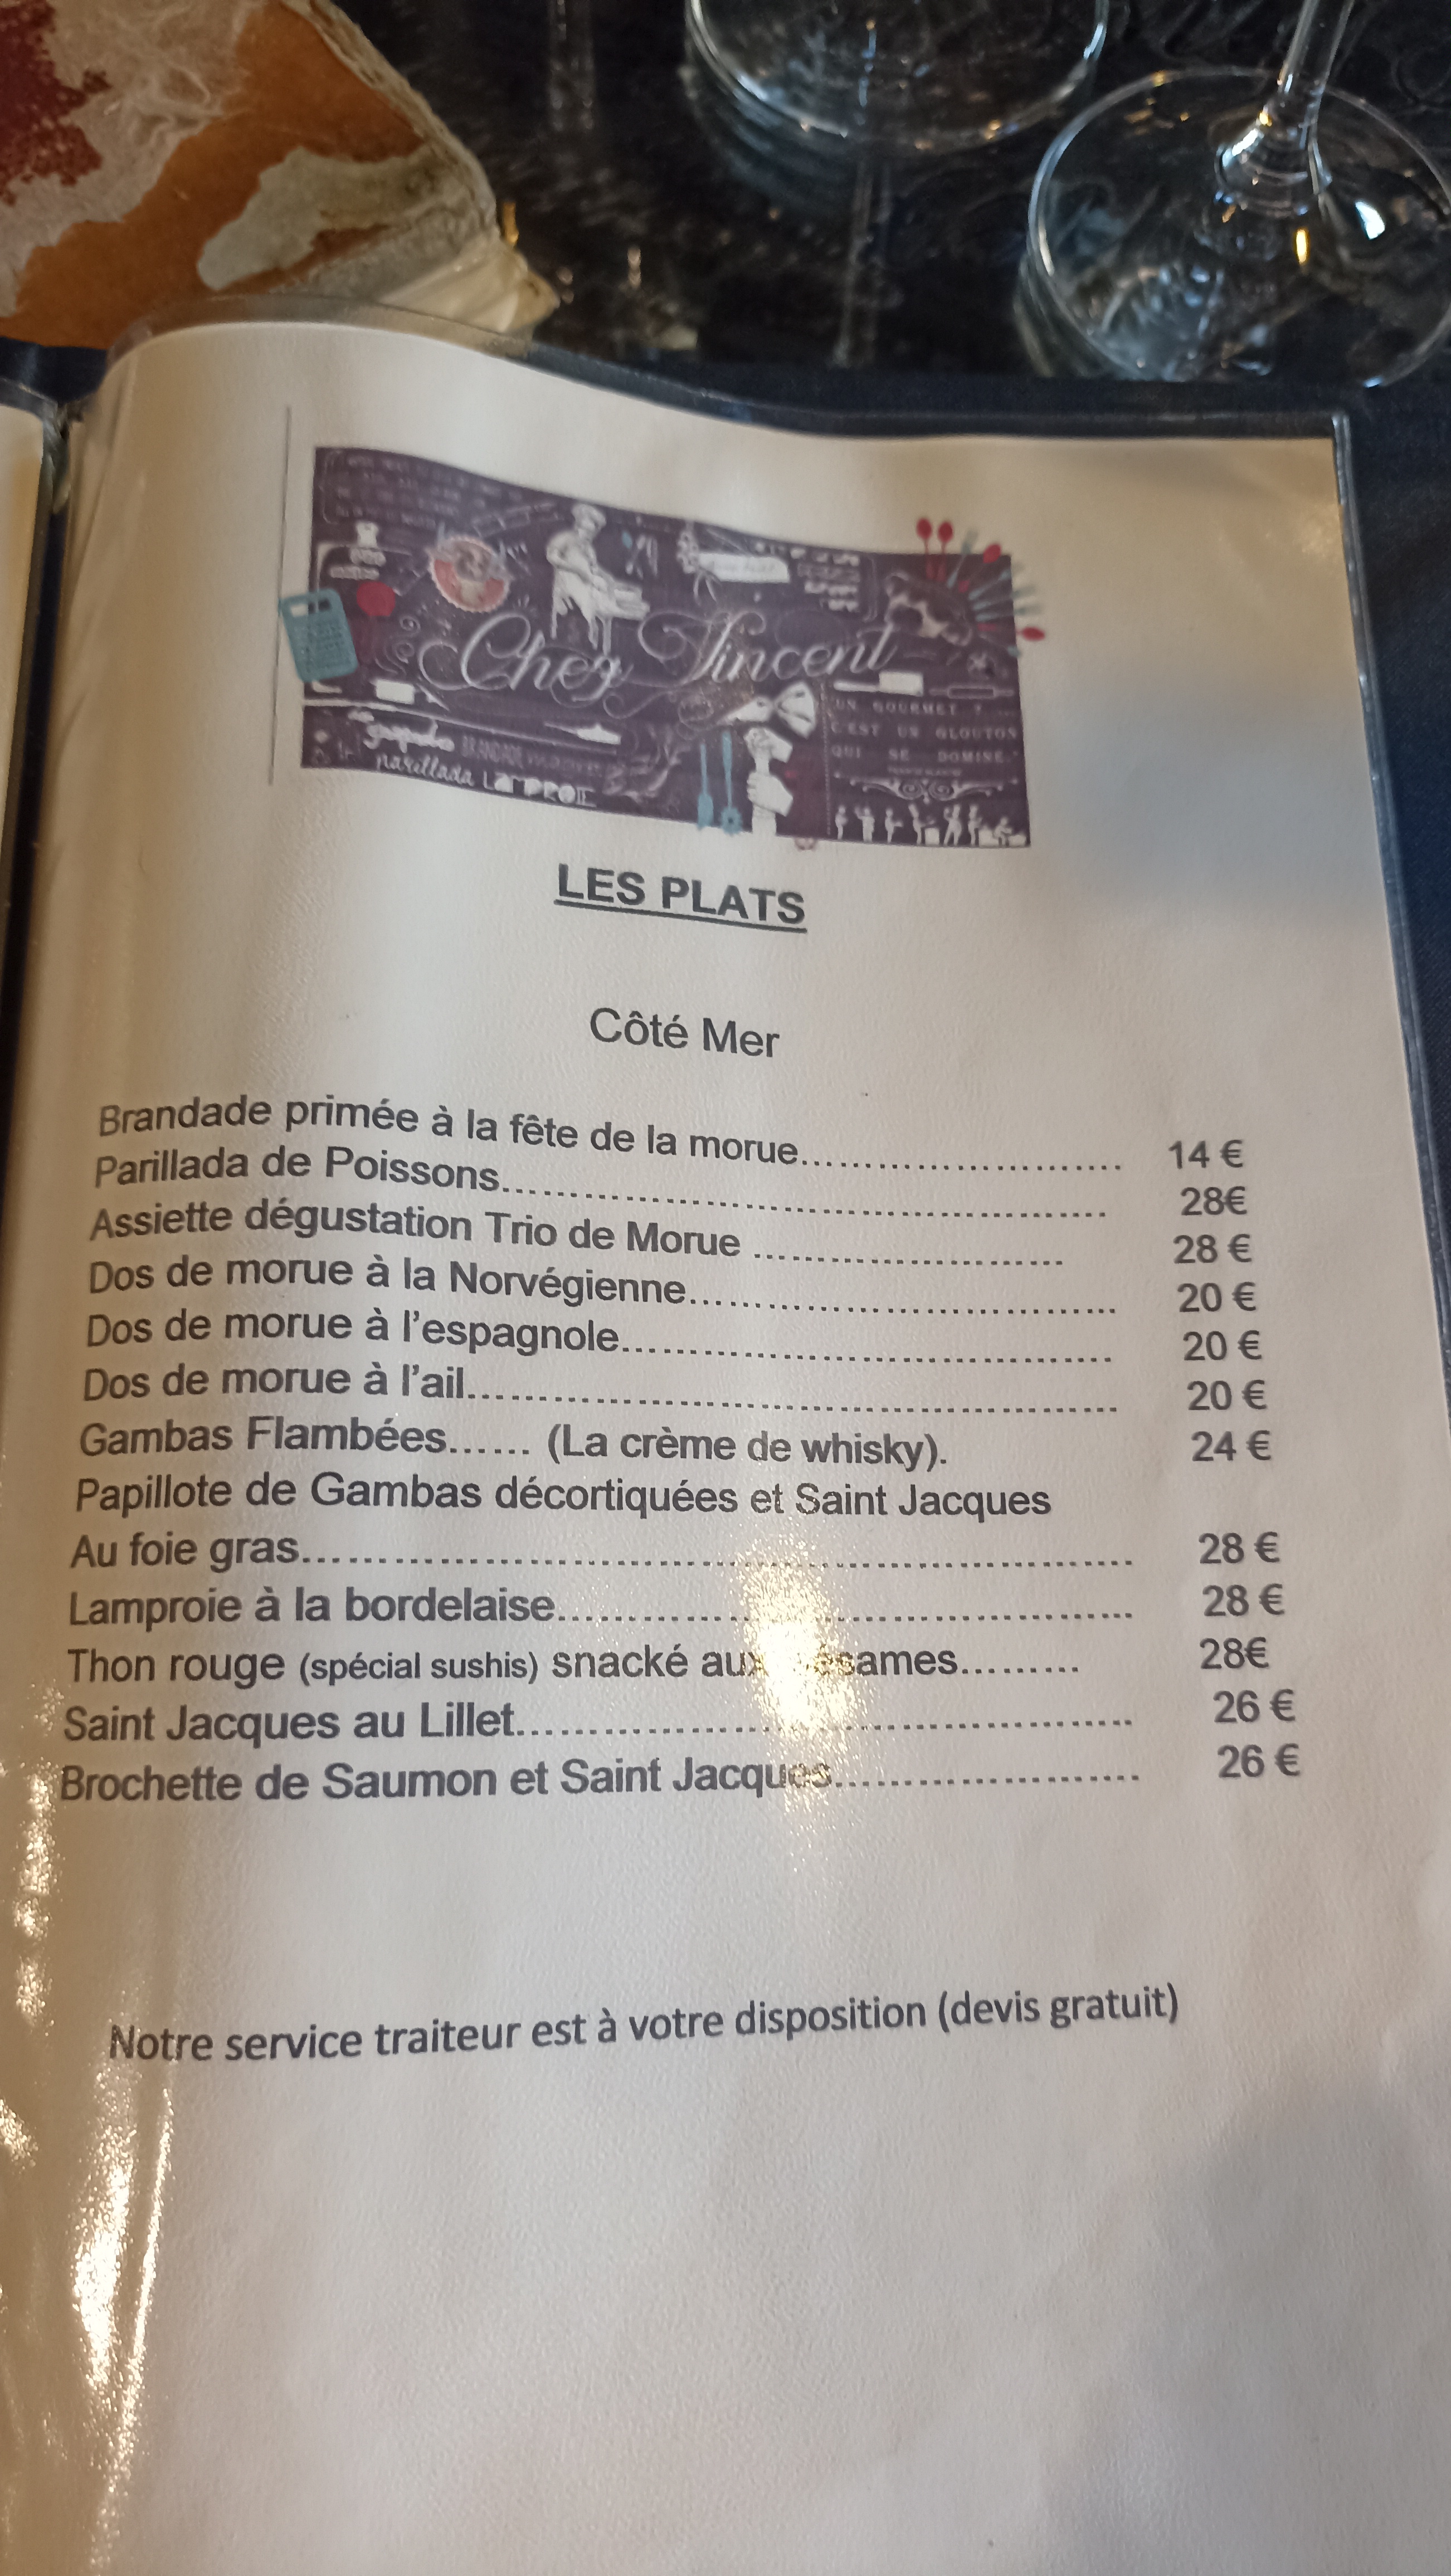 Chez Vincent
UN GOURMET ?
C'EST UN GLOUTON
QUI SE DOMINE."
parillada LamPROIE
LES PLATS
Côté Mer
Brandade primée à la fête de la morue.......................... 14 €
Parillada de Poissons................................................ 28€
Assiette dégustation Trio de Morue ......................... 28 €
Dos de morue à la Norvégienne.................................. 20 €
Dos de morue à l'espagnole....................................... 20 €
Dos de morue à l'ail.................................................... 20 €
Gambas Flambées...... (La crème de whisky). 24 €
Papillote de Gambas décortiquées et Saint Jacques
Au foie gras................................................................. 28 €
Lamproie à la bordelaise............................................. 28 €
Thon rouge (spécial sushis) snacké aux sésames......... 28€
Saint Jacques au Lillet................................................ 26 €
Brochette de Saumon et Saint Jacques........................ 26 €
Notre service traiteur est à votre disposition (devis gratuit)